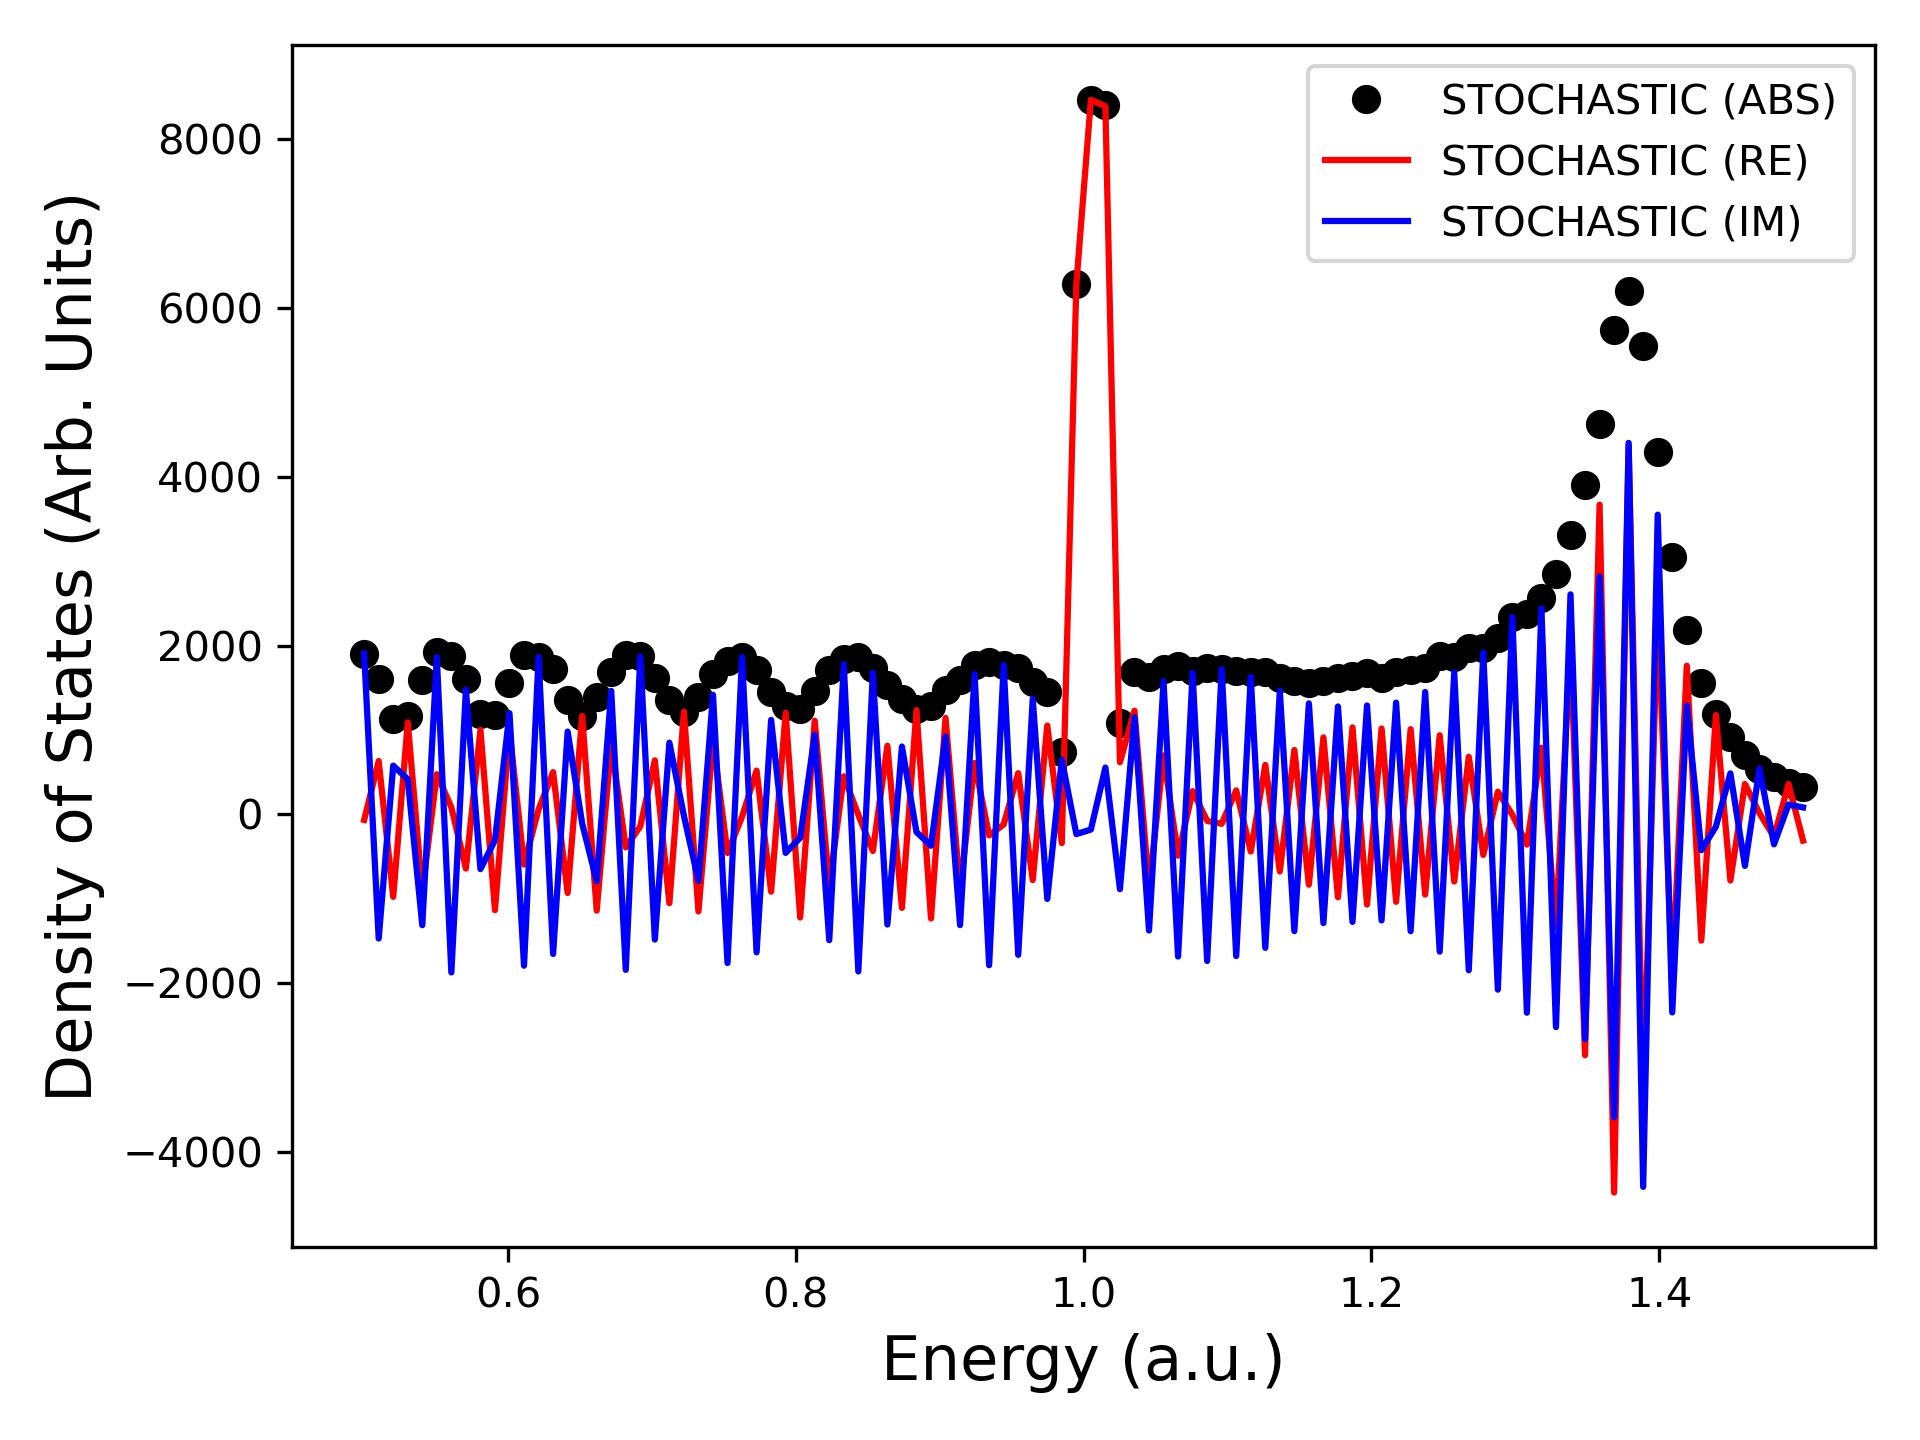 STOCHASTIC (ABS)
STOCHASTIC (RE)
STOCHASTIC (IM)
8000
6000
4000
2000
0
−2000
−4000
Density of States (Arb. Units)
0.6 0.8 1.0 1.2 1.4
Energy (a.u.)